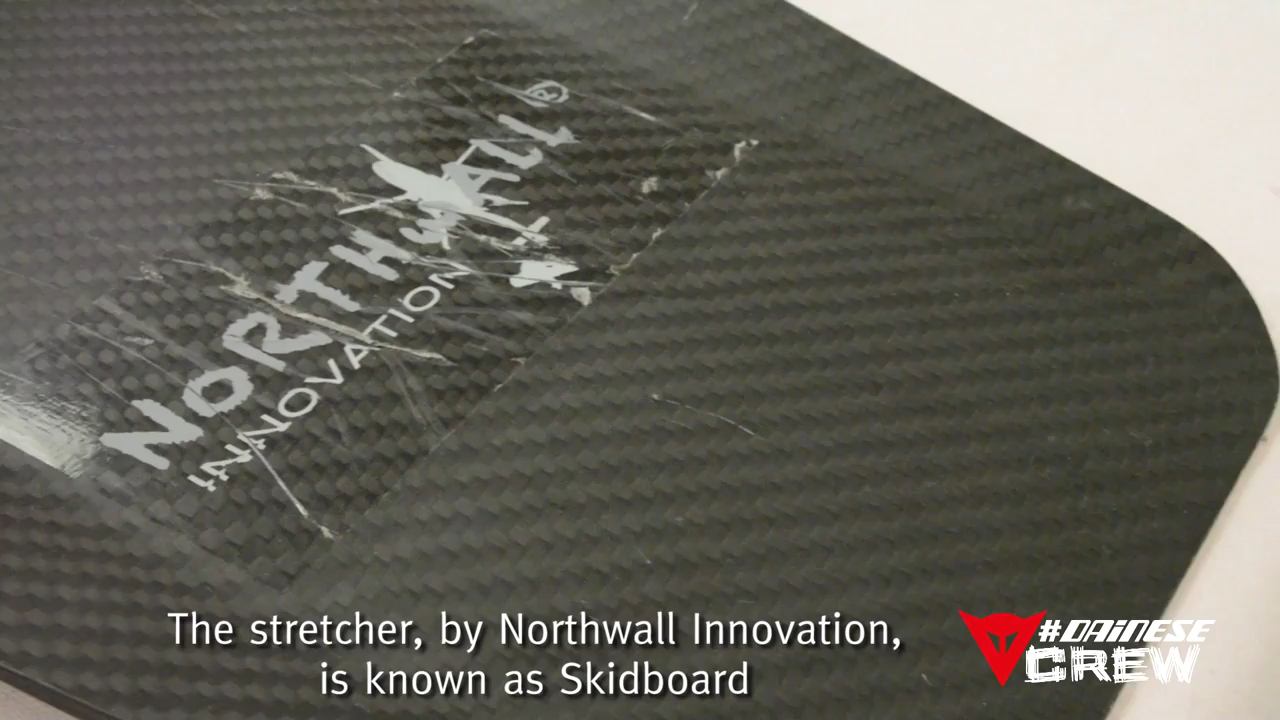 NORTHWALL®
INNOVATION
The stretcher, by Northwall Innovation,
is known as Skidboard
#DAINESE
CREW